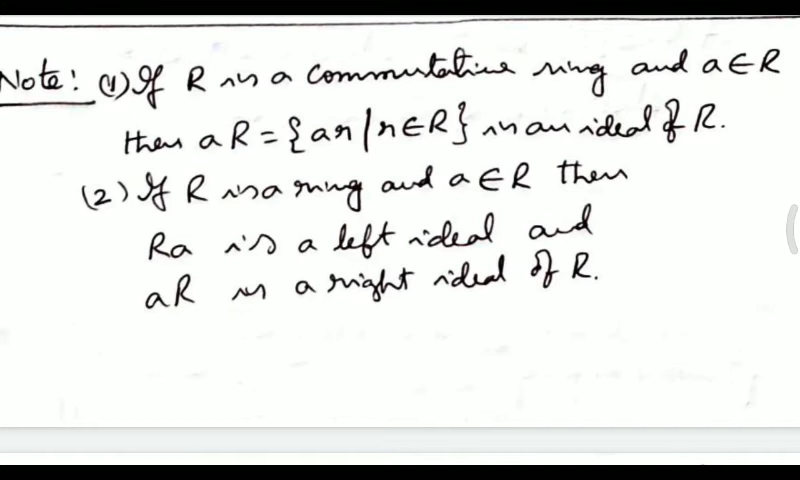 Note: (1) If R is a commutative ring and a ∈ R
then aR = {ar / r ∈ R} is an ideal of R.
(2) If R is a ring and a ∈ R then
Ra is a left ideal and
aR is a right ideal of R.